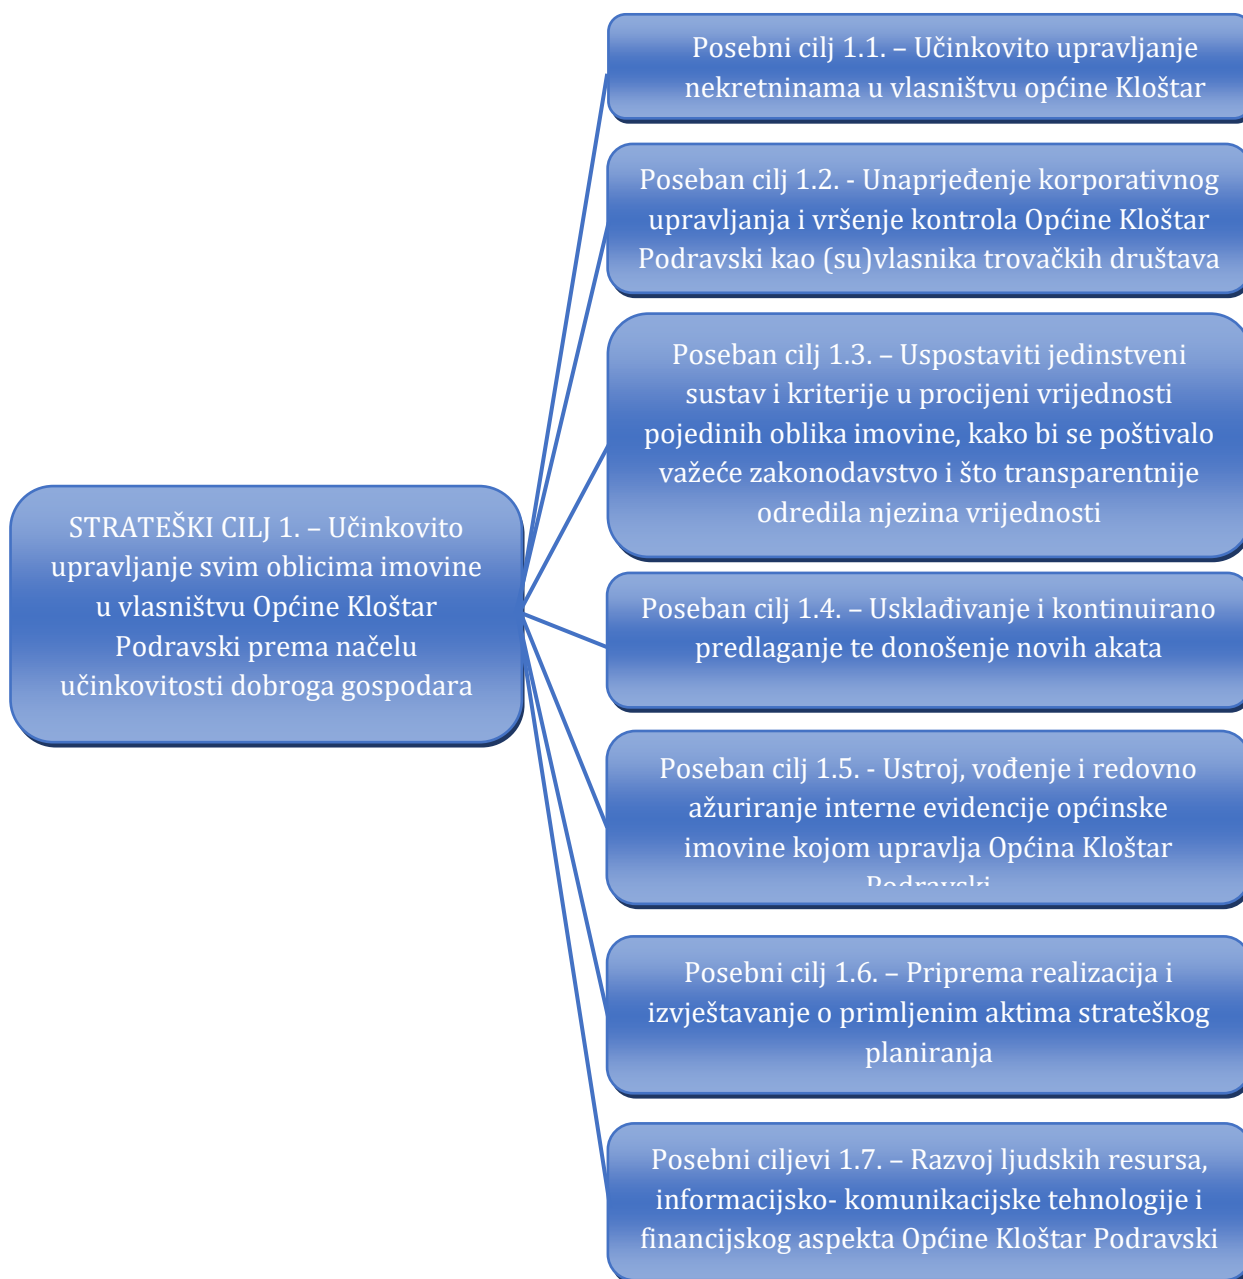 Posebni cilj 1.1. – Učinkovito upravljanje
nekretninama u vlasništvu općine Kloštar
Poseban cilj 1.2. - Unaprjeđenje korporativnog
upravljanja i vršenje kontrola Općine Kloštar
Podravski kao (su)vlasnika trovačkih društava
Poseban cilj 1.3. – Uspostaviti jedinstveni
sustav i kriterije u procijeni vrijednosti
pojedinih oblika imovine, kako bi se poštivalo
važeće zakonodavstvo i što transparentnije
odredila njezina vrijednosti
STRATEŠKI CILJ 1. – Učinkovito
upravljanje svim oblicima imovine
u vlasništvu Općine Kloštar
Podravski prema načelu
učinkovitosti dobroga gospodara
Poseban cilj 1.4. – Usklađivanje i kontinuirano
predlaganje te donošenje novih akata
Poseban cilj 1.5. - Ustroj, vođenje i redovno
ažuriranje interne evidencije općinske
imovine kojom upravlja Općina Kloštar
Podravski
Posebni cilj 1.6. – Priprema realizacija i
izvještavanje o primljenim aktima strateškog
planiranja
Posebni ciljevi 1.7. – Razvoj ljudskih resursa,
informacijsko- komunikacijske tehnologije i
financijskog aspekta Općine Kloštar Podravski